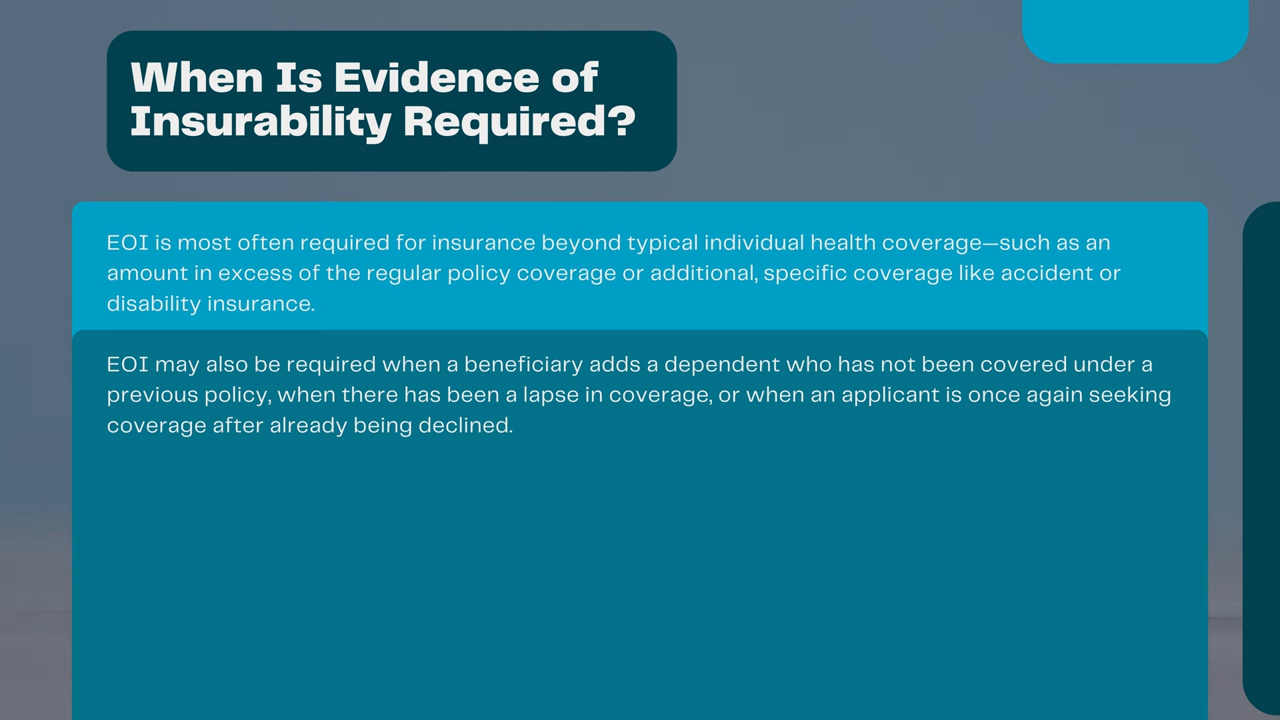 When Is Evidence of
Insurability Required?
EOI is most often required for insurance beyond typical individual health coverage—such as an
amount in excess of the regular policy coverage or additional, specific coverage like accident or
disability insurance.
EOI may also be required when a beneficiary adds a dependent who has not been covered under a
previous policy, when there has been a lapse in coverage, or when an applicant is once again seeking
coverage after already being declined.